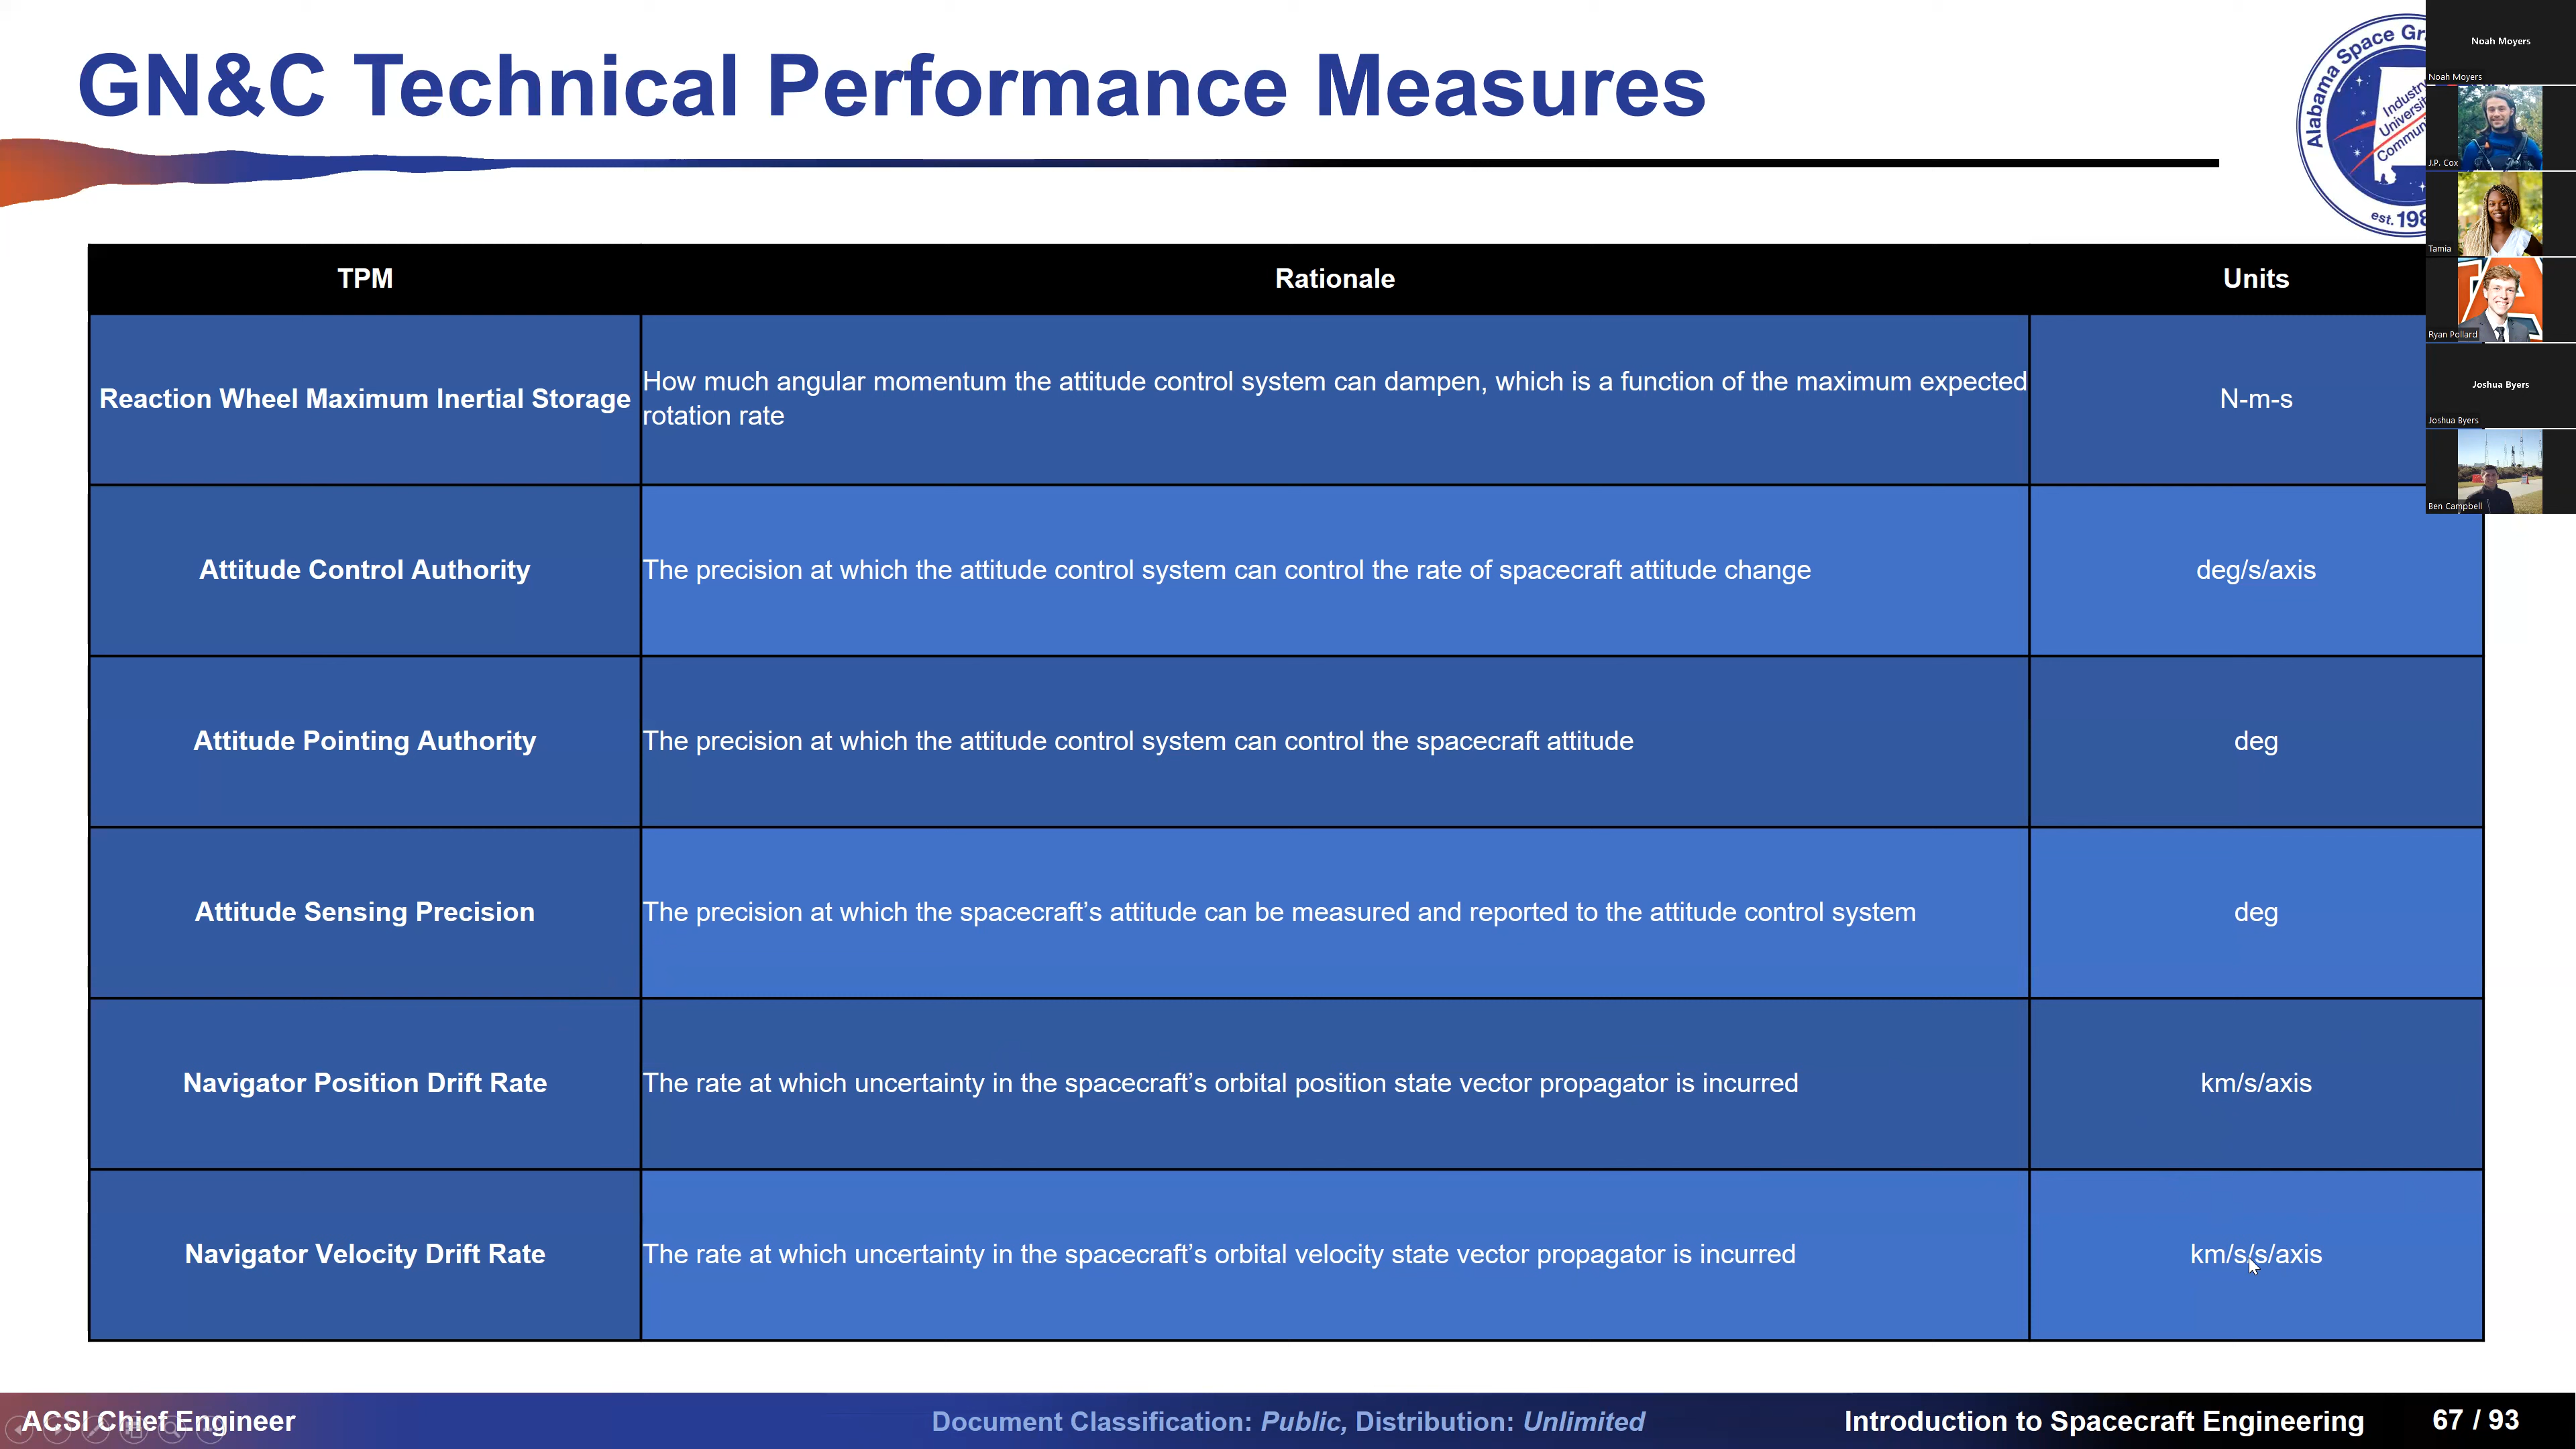 GN&C Technical Performance Measures
Alabama Space Gr
Industry
University
Commun
est. 198
TPM Rationale Units
Reaction Wheel Maximum Inertial Storage
How much angular momentum the attitude control system can dampen, which is a function of the maximum expected
rotation rate
N-m-s
Attitude Control Authority
The precision at which the attitude control system can control the rate of spacecraft attitude change
deg/s/axis
Attitude Pointing Authority
The precision at which the attitude control system can control the spacecraft attitude
deg
Attitude Sensing Precision
The precision at which the spacecraft’s attitude can be measured and reported to the attitude control system
deg
Navigator Position Drift Rate
The rate at which uncertainty in the spacecraft’s orbital position state vector propagator is incurred
km/s/axis
Navigator Velocity Drift Rate
The rate at which uncertainty in the spacecraft’s orbital velocity state vector propagator is incurred
km/s/s/axis
Noah Moyers
Noah Moyers
J.P. Cox
Tamia
Ryan Pollard
Joshua Byers
Joshua Byers
Ben Campbell
ACSI Chief Engineer
Document Classification: Public, Distribution: Unlimited
Introduction to Spacecraft Engineering
67 / 93